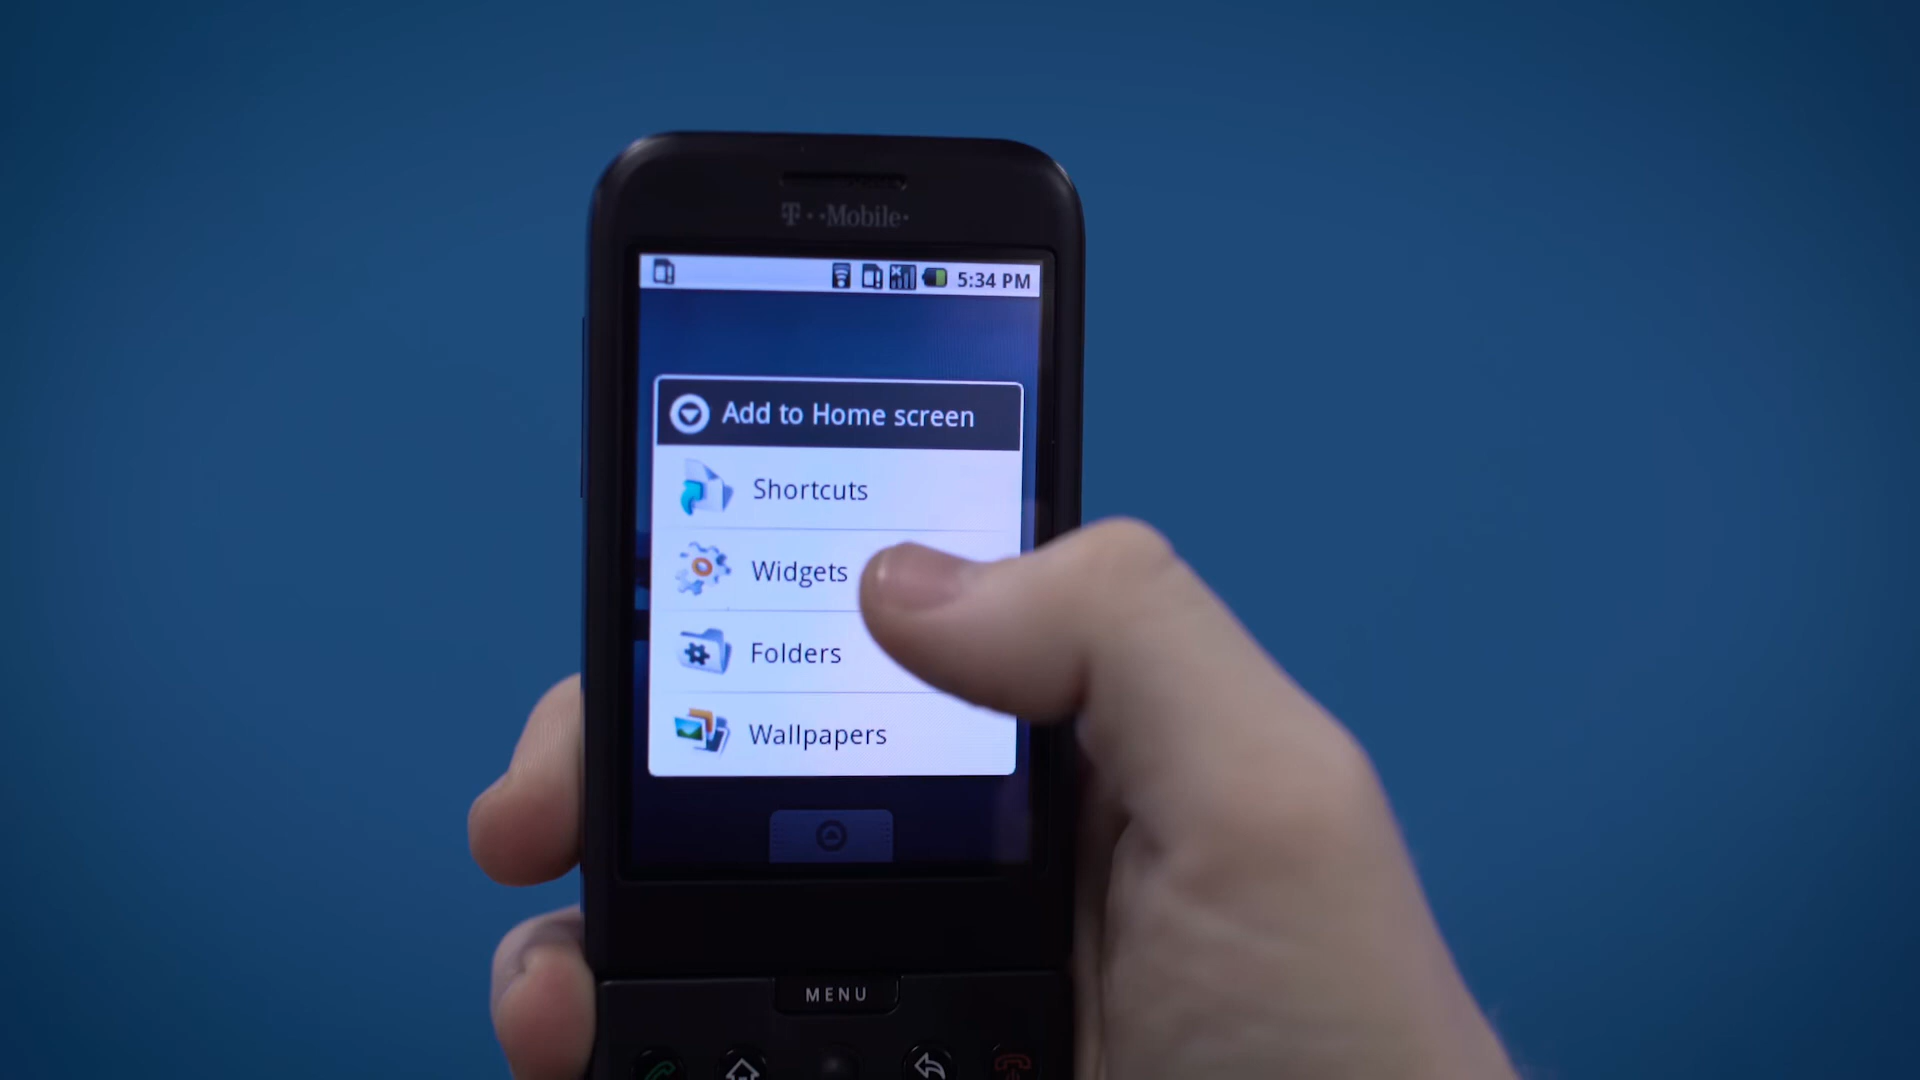 T··Mobile·
5:34 PM
Add to Home screen
Shortcuts
Widgets
Folders
Wallpapers
MENU